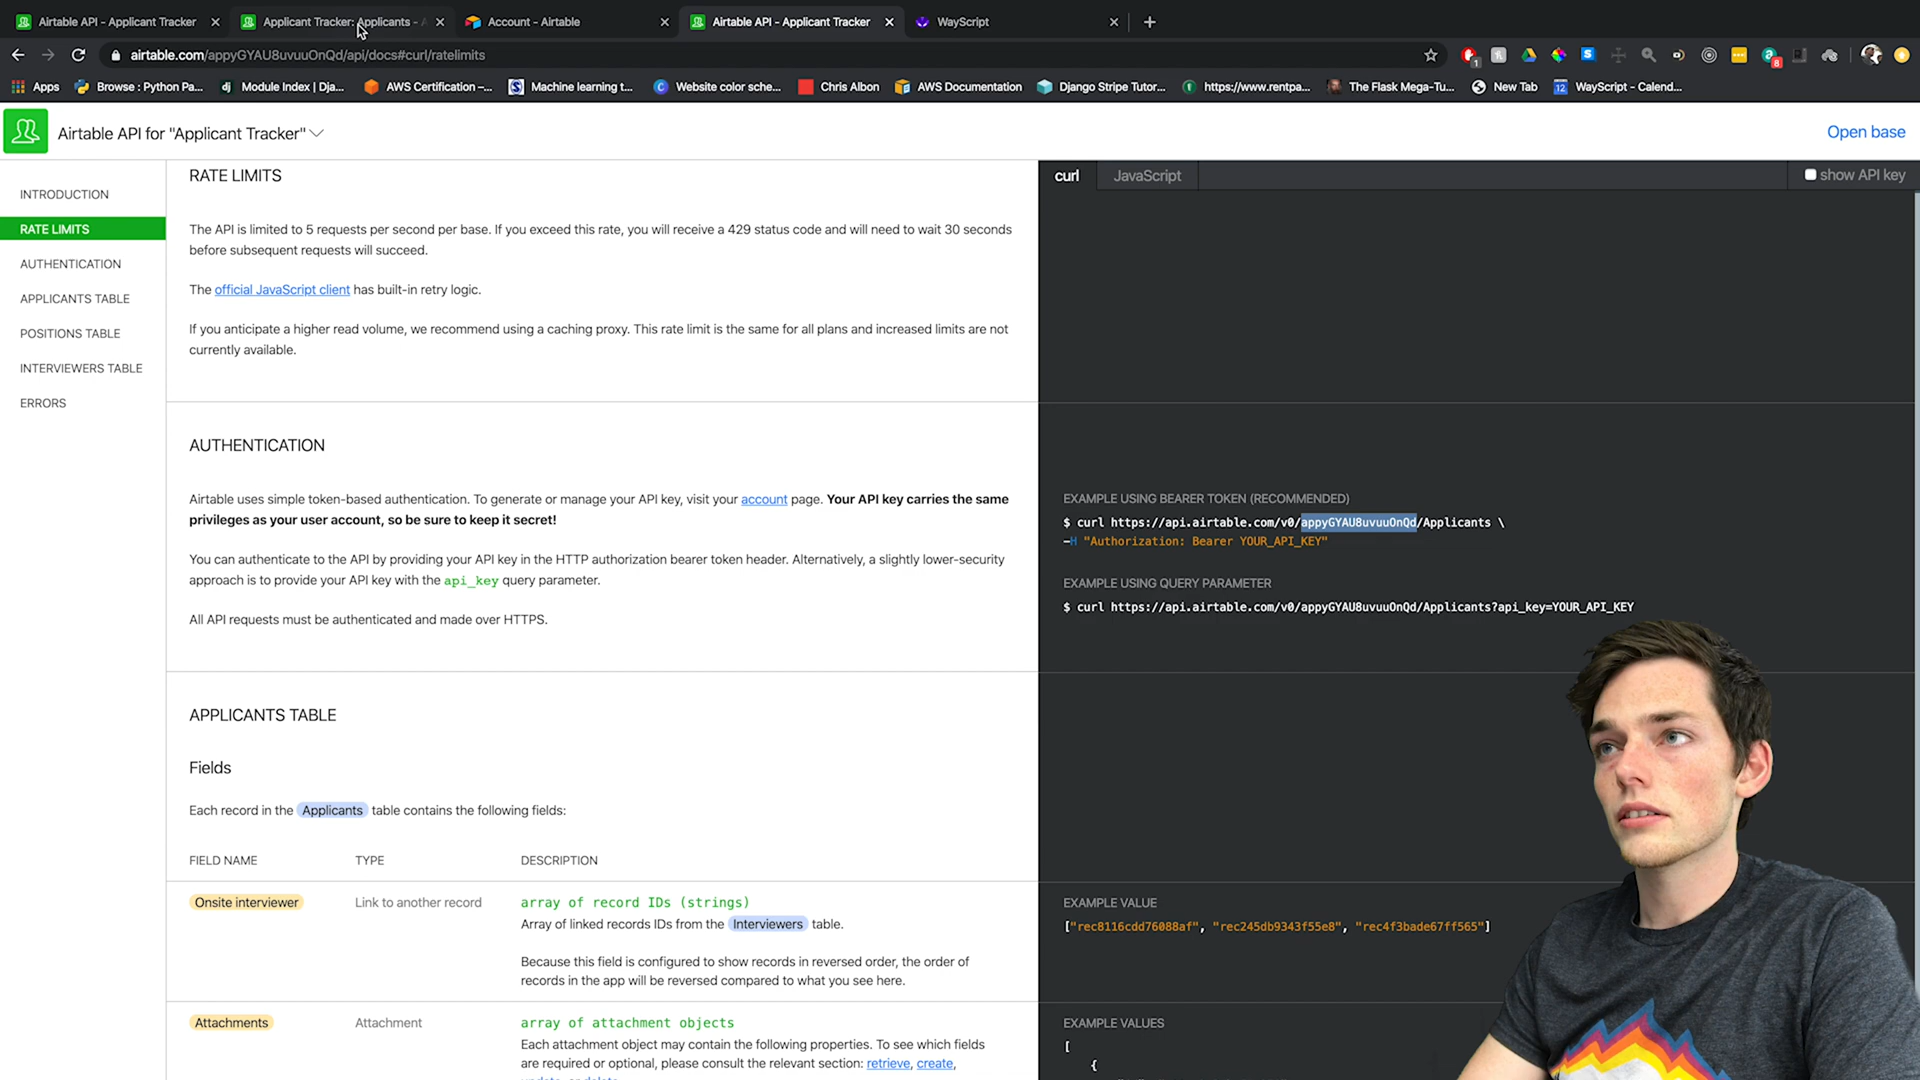 Airtable API - Applicant Tracker
Applicant Tracker: Applicants - A
Account - Airtable
Airtable API - Applicant Tracker
WayScript
airtable.com/appyGYAU8uvuuOnQd/api/docs#curl/ratelimits
Apps
Browse : Python Pa...
Module Index | Dja...
AWS Certification –...
Machine learning t...
Website color sche...
Chris Albon
AWS Documentation
Django Stripe Tutor...
https://www.rentpa...
The Flask Mega-Tu...
New Tab
WayScript - Calend...
Airtable API for "Applicant Tracker"
Open base
INTRODUCTION
RATE LIMITS
AUTHENTICATION
APPLICANTS TABLE
POSITIONS TABLE
INTERVIEWERS TABLE
ERRORS
RATE LIMITS
The API is limited to 5 requests per second per base. If you exceed this rate, you will receive a 429 status code and will need to wait 30 seconds
before subsequent requests will succeed.
The official JavaScript client has built-in retry logic.
If you anticipate a higher read volume, we recommend using a caching proxy. This rate limit is the same for all plans and increased limits are not
currently available.
AUTHENTICATION
Airtable uses simple token-based authentication. To generate or manage your API key, visit your account page. Your API key carries the same
privileges as your user account, so be sure to keep it secret!
You can authenticate to the API by providing your API key in the HTTP authorization bearer token header. Alternatively, a slightly lower-security
approach is to provide your API key with the api_key query parameter.
All API requests must be authenticated and made over HTTPS.
APPLICANTS TABLE
Fields
Each record in the Applicants table contains the following fields:
FIELD NAME TYPE DESCRIPTION
Onsite interviewer Link to another record array of record IDs (strings)
Array of linked records IDs from the Interviewers table.
Because this field is configured to show records in reversed order, the order of
records in the app will be reversed compared to what you see here.
Attachments Attachment array of attachment objects
Each attachment object may contain the following properties. To see which fields
are required or optional, please consult the relevant section: retrieve, create,
curl
JavaScript
show API key
EXAMPLE USING BEARER TOKEN (RECOMMENDED)
$ curl https://api.airtable.com/v0/appyGYAU8uvuuOnQd/Applicants \
-H "Authorization: Bearer YOUR_API_KEY"
EXAMPLE USING QUERY PARAMETER
$ curl https://api.airtable.com/v0/appyGYAU8uvuuOnQd/Applicants?api_key=YOUR_API_KEY
EXAMPLE VALUE
["rec8116cdd76088af", "rec245db9343f55e8", "rec4f3bade67ff565"]
EXAMPLE VALUES
[
{